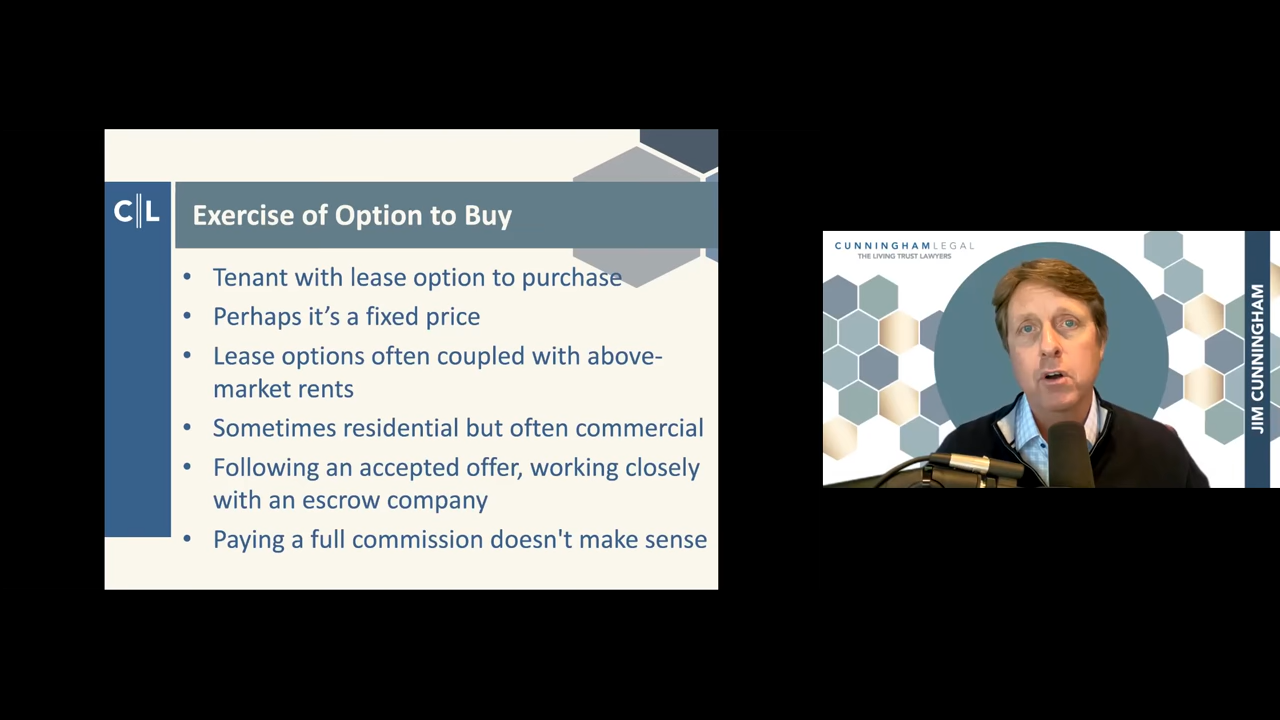 C||L
Exercise of Option to Buy
• Tenant with lease option to purchase
• Perhaps it’s a fixed price
• Lease options often coupled with above-
market rents
• Sometimes residential but often commercial
• Following an accepted offer, working closely
with an escrow company
• Paying a full commission doesn't make sense
CUNNINGHAMLEGAL
THE LIVING TRUST LAWYERS
JIM CUNNINGHAM